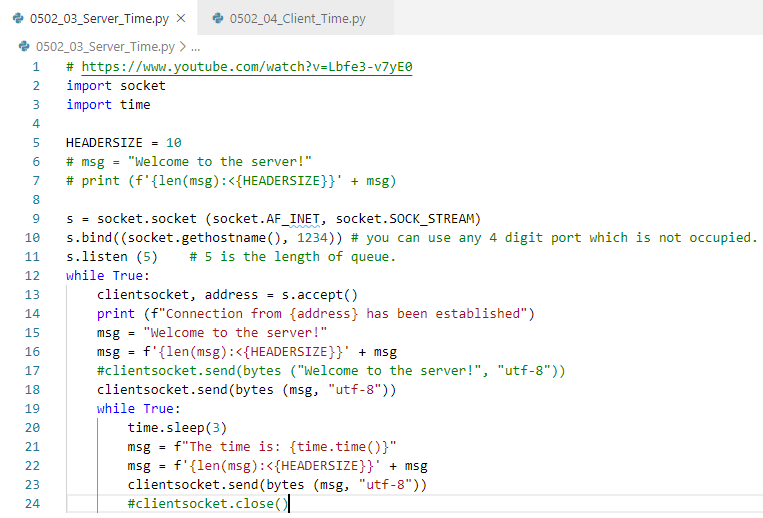 0502_03_Server_Time.py × 0502_04_Client_Time.py
0502_03_Server_Time.py > ...
1 # https://www.youtube.com/watch?v=Lbfe3-v7yE0
2 import socket
3 import time
4
5 HEADERSIZE = 10
6 # msg = "Welcome to the server!"
7 # print (f'{len(msg):<{HEADERSIZE}}' + msg)
8
9 s = socket.socket (socket.AF_INET, socket.SOCK_STREAM)
10 s.bind((socket.gethostname(), 1234)) # you can use any 4 digit port which is not occupied.
11 s.listen (5)    # 5 is the length of queue.
12 while True:
13     clientsocket, address = s.accept()
14     print (f"Connection from {address} has been established")
15     msg = "Welcome to the server!"
16     msg = f'{len(msg):<{HEADERSIZE}}' + msg
17     #clientsocket.send(bytes ("Welcome to the server!", "utf-8"))
18     clientsocket.send(bytes (msg, "utf-8"))
19     while True:
20         time.sleep(3)
21         msg = f"The time is: {time.time()}"
22         msg = f'{len(msg):<{HEADERSIZE}}' + msg
23         clientsocket.send(bytes (msg, "utf-8"))
24         #clientsocket.close()